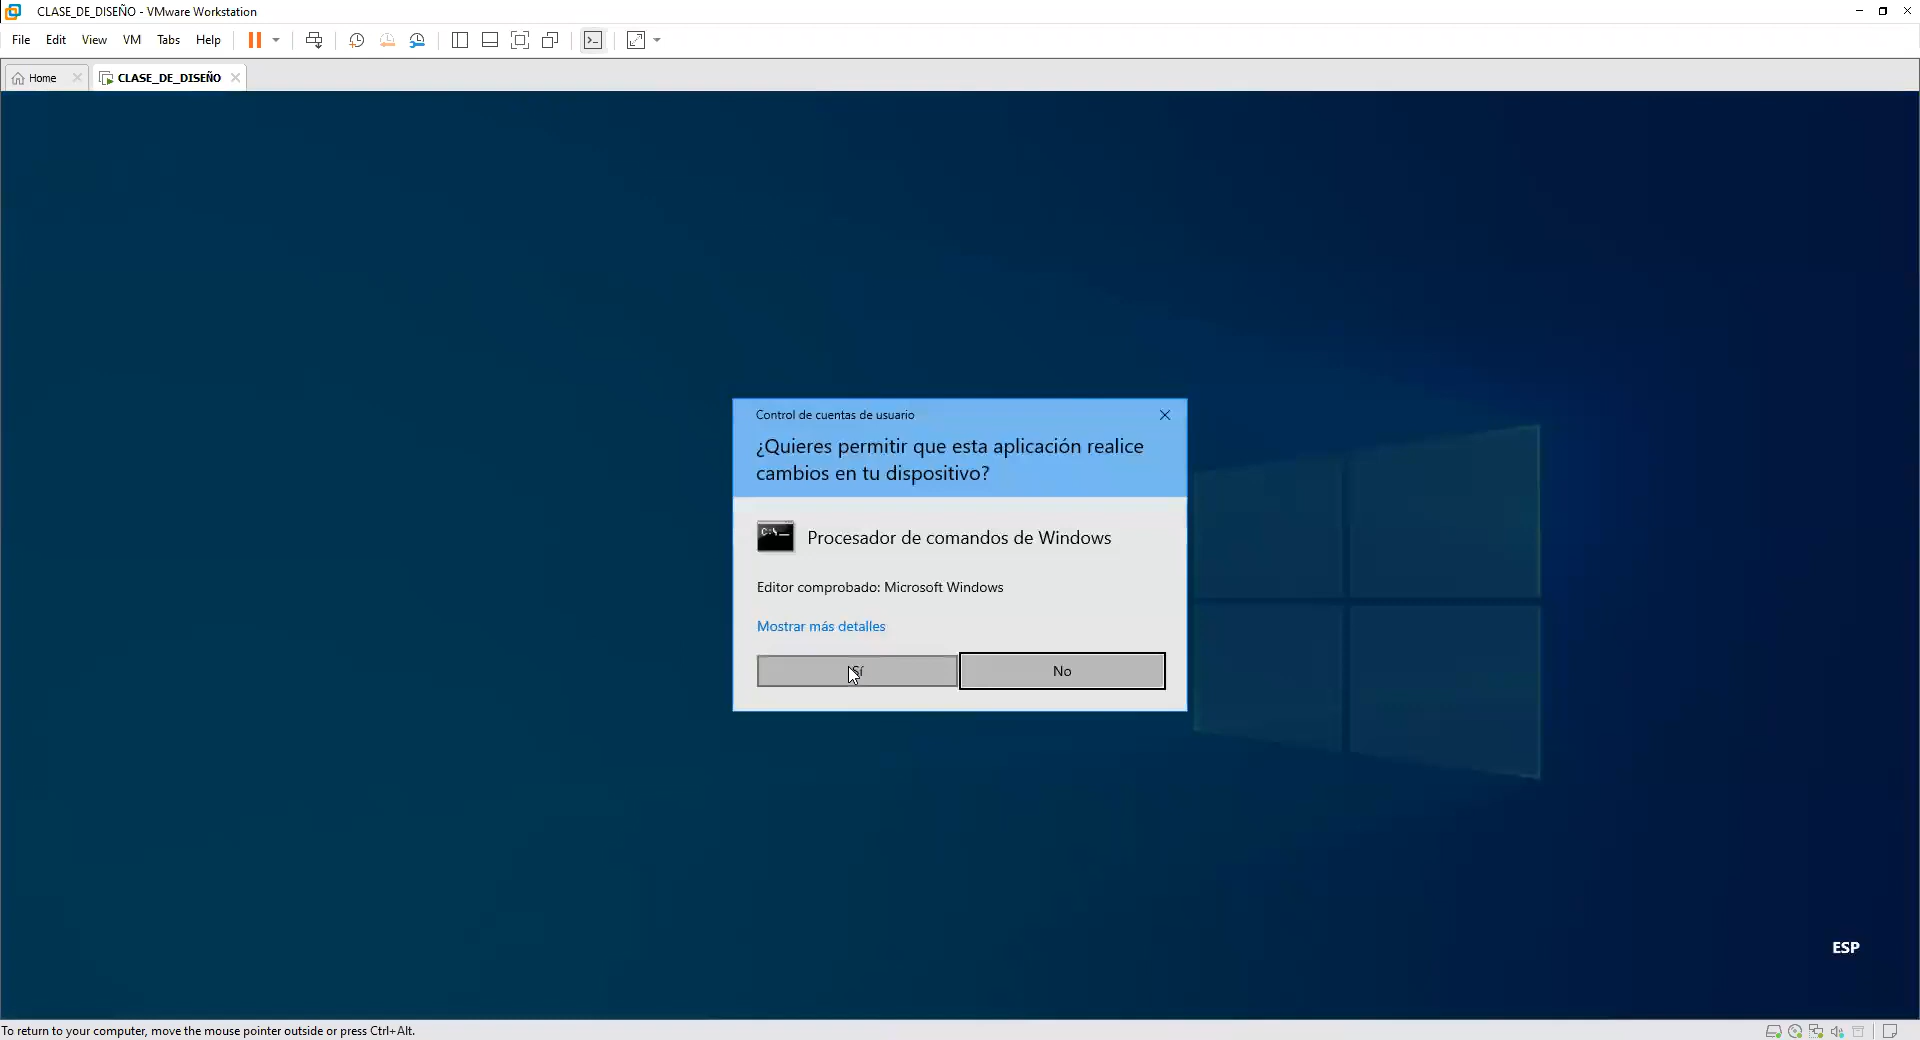 CLASE_DE_DISEÑO - VMware Workstation
File Edit View VM Tabs Help
Home CLASE_DE_DISEÑO
Control de cuentas de usuario
¿Quieres permitir que esta aplicación realice
cambios en tu dispositivo?
C:\_
Procesador de comandos de Windows
Editor comprobado: Microsoft Windows
Mostrar más detalles
Sí No
ESP
To return to your computer, move the mouse pointer outside or press Ctrl+Alt.